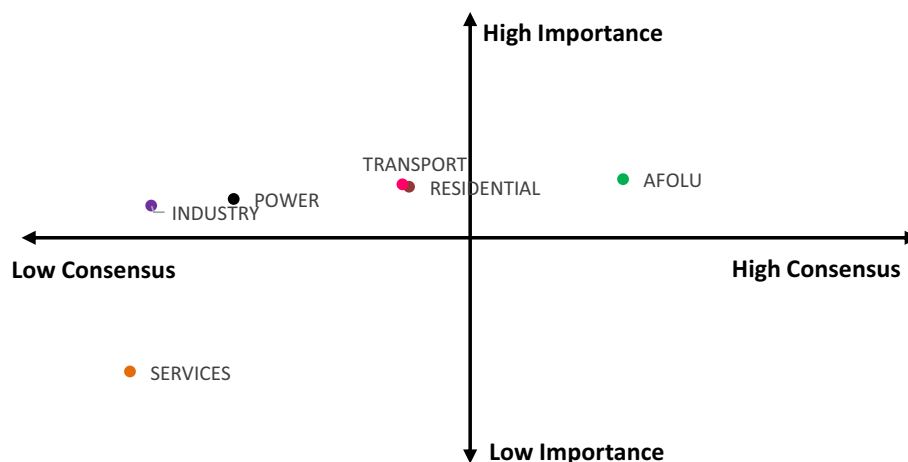 High Importance
TRANSPORT
RESIDENTIAL
AFOLU
POWER
INDUSTRY
Low Consensus
High Consensus
SERVICES
Low Importance